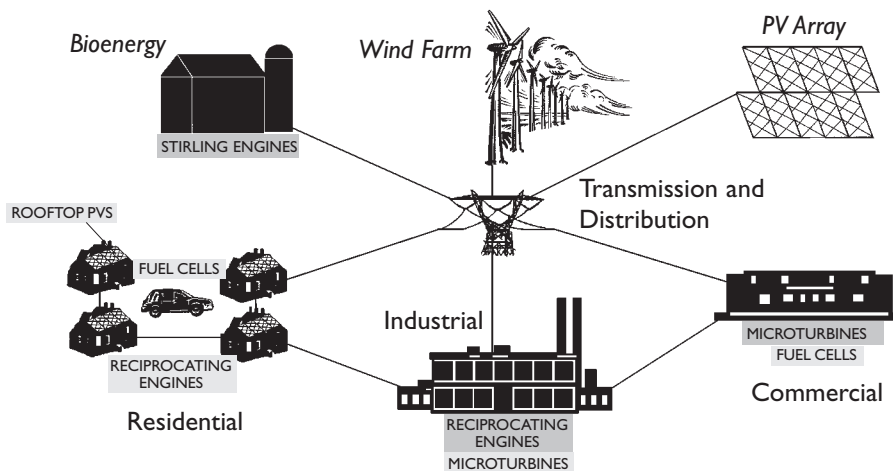 Bioenergy
Wind Farm
PV Array
STIRLING ENGINES
Transmission and
Distribution
ROOFTOP PVS
FUEL CELLS
Industrial
MICROTURBINES
FUEL CELLS
RECIPROCATING
ENGINES
Commercial
Residential
RECIPROCATING
ENGINES
MICROTURBINES